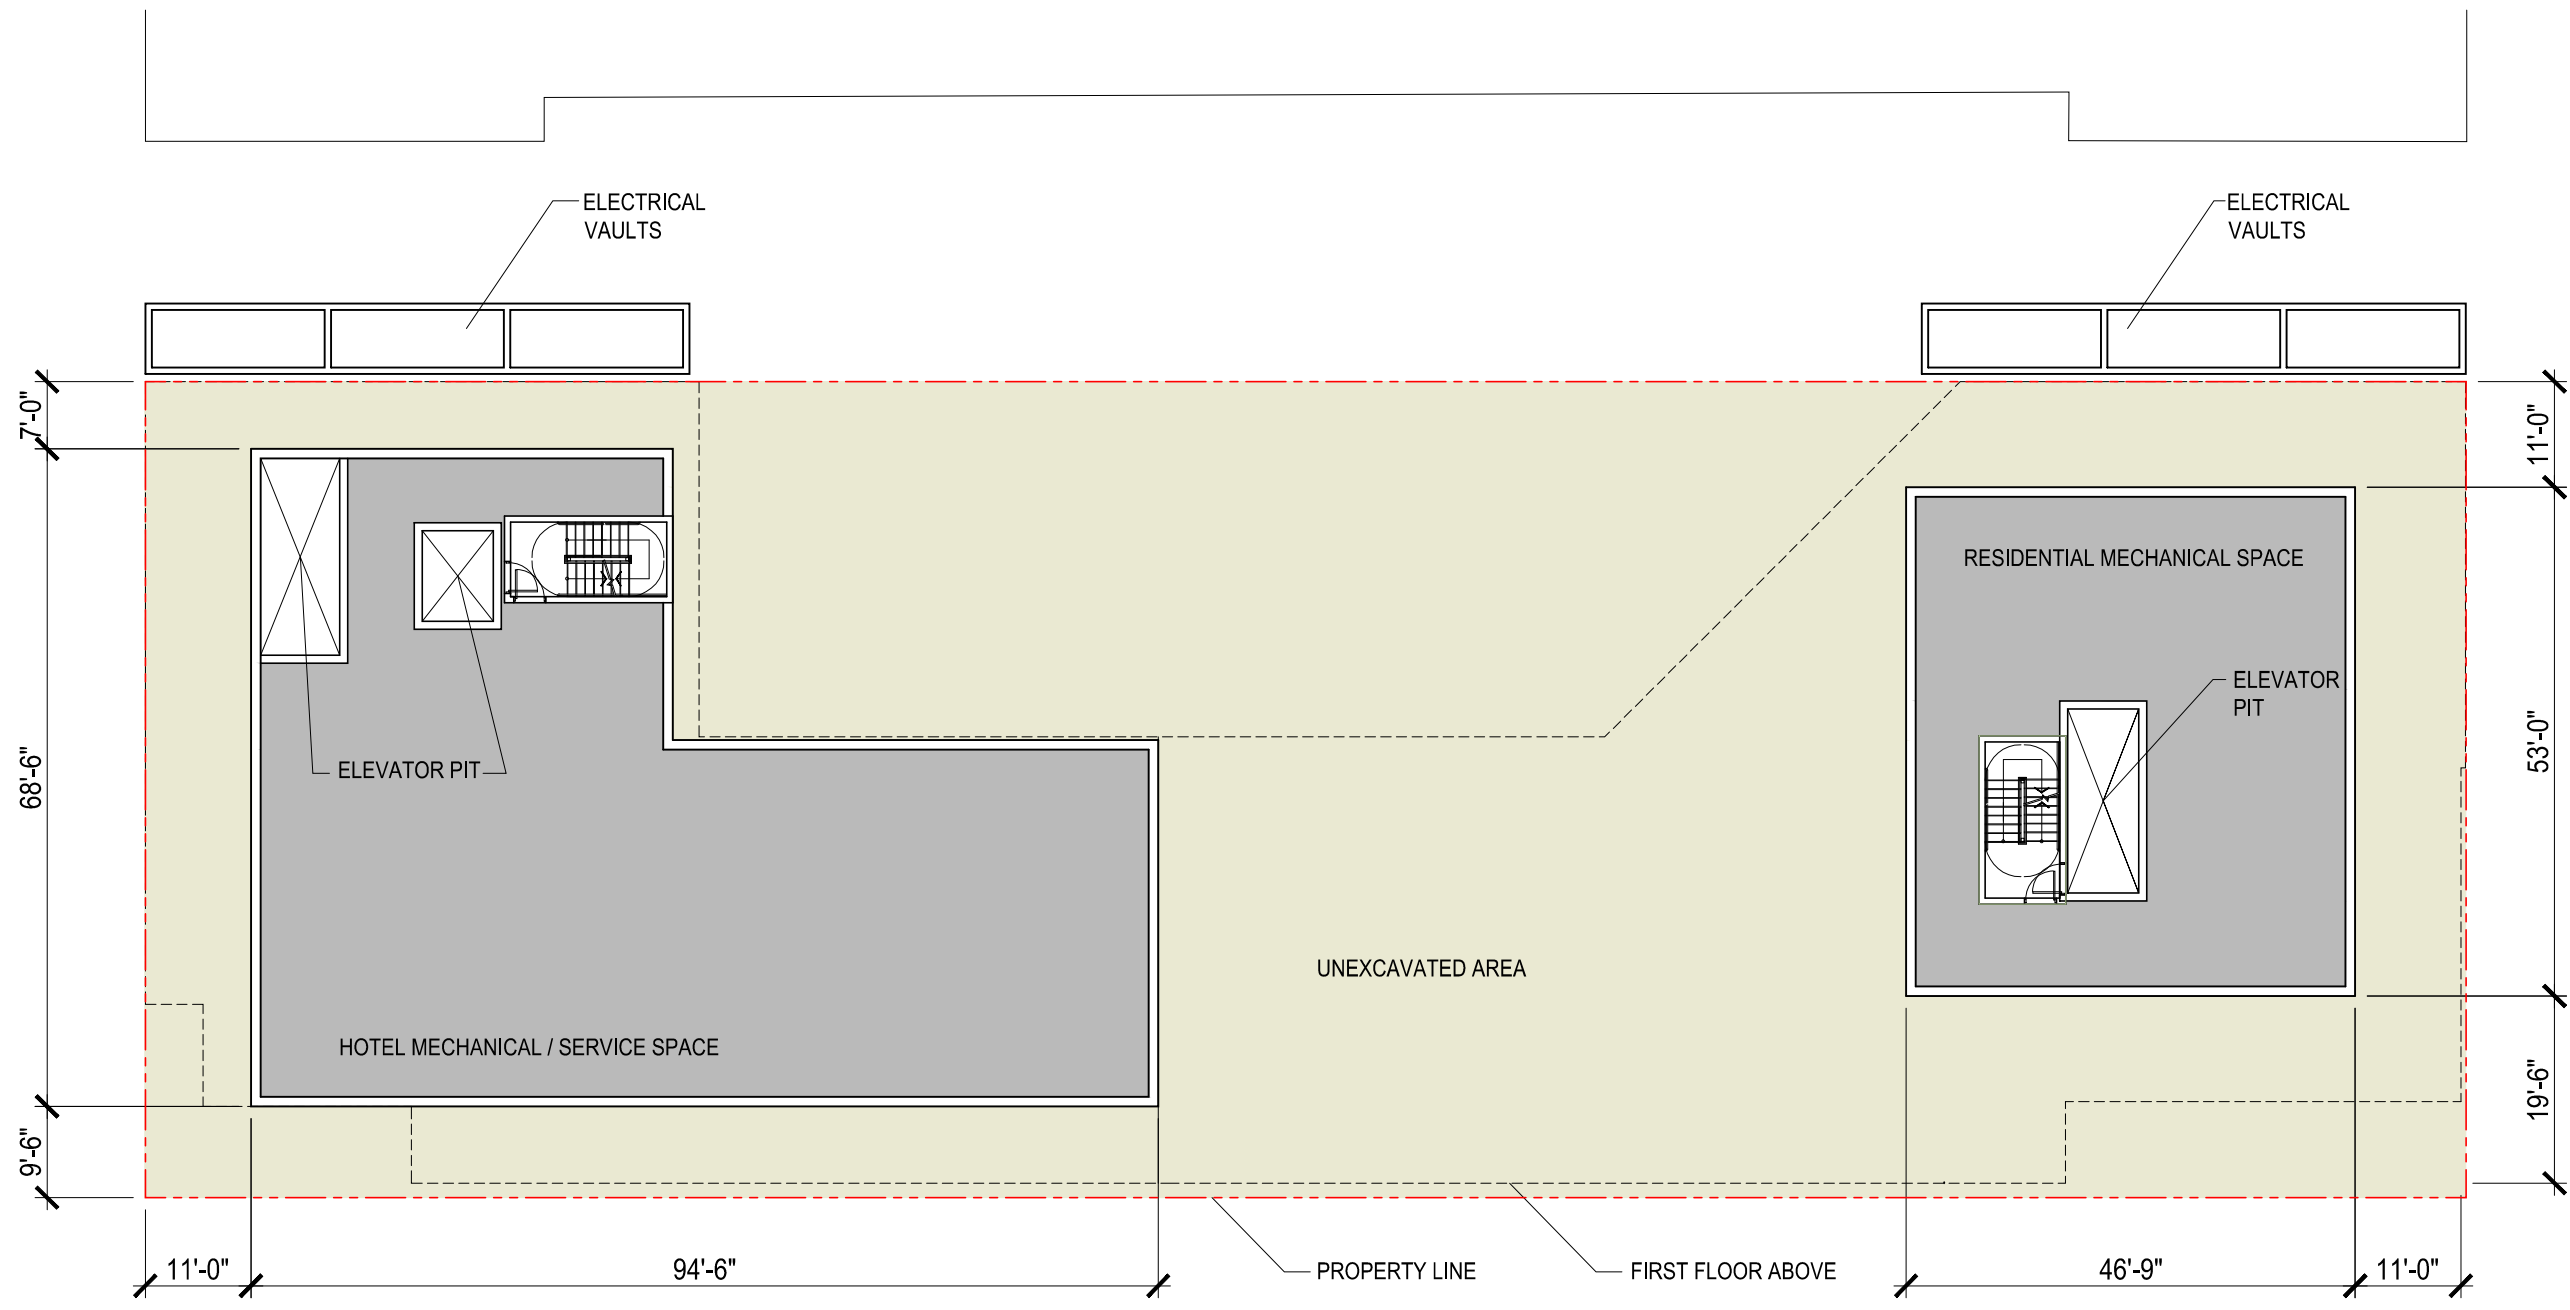 ELECTRICAL
VAULTS
ELECTRICAL
VAULTS
7'-0"
11'-0"
RESIDENTIAL MECHANICAL SPACE
ELEVATOR
PIT
68'-6"
ELEVATOR PIT
53'-0"
UNEXCAVATED AREA
HOTEL MECHANICAL / SERVICE SPACE
9'-6"
19'-6"
11'-0"
94'-6"
PROPERTY LINE
FIRST FLOOR ABOVE
46'-9"
11'-0"